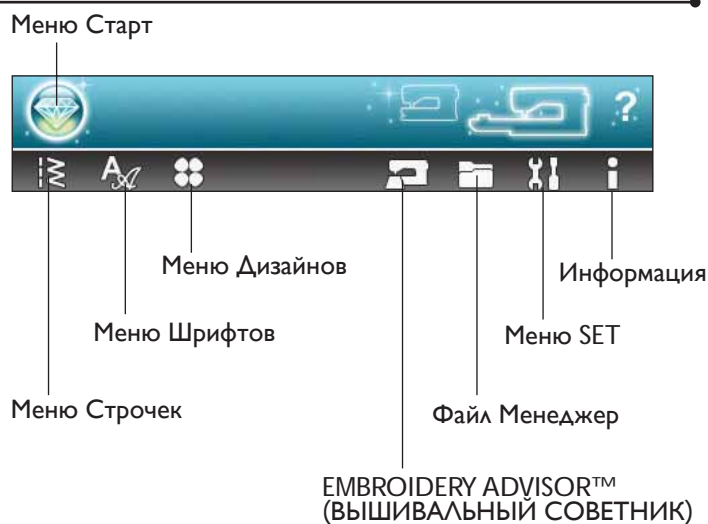 Меню Старт
?
Меню Дизайнов
Информация
Меню Шрифтов
Меню SET
Меню Строчек
Файл Менеджер
EMBROIDERY ADVISOR™
(ВЫШИВАЛЬНЫЙ СОВЕТНИК)